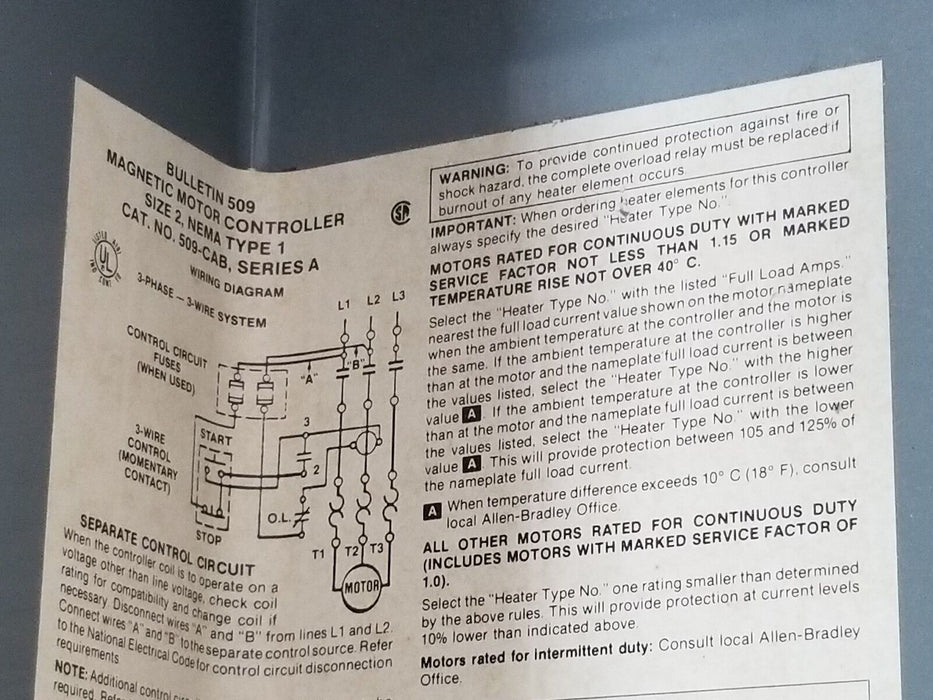 BULLETIN 509
MAGNETIC MOTOR CONTROLLER
SIZE 2, NEMA TYPE 1
CAT. NO. 509-CAB, SERIES A
WIRING DIAGRAM
3-PHASE — 3-WIRE SYSTEM
UL
SA
L1 L2 L3
CONTROL CIRCUIT
FUSES
(WHEN USED)
"A"
"B"
3-WIRE
CONTROL
(MOMENTARY
CONTACT)
START
3
2
O.L.
STOP
T1 T2 T3
MOTOR
SEPARATE CONTROL CIRCUIT
When the controller coil is to operate on a
voltage other than line voltage, check coil
rating for compatibility and change coil if
necessary. Disconnect wires "A" and "B" from lines L1 and L2.
Connect wires "A" and "B" to the separate control source. Refer
to the National Electrical Code for control circuit disconnection
requirements.
NOTE: Additional control
required.
WARNING: To provide continued protection against fire or
shock hazard, the complete overload relay must be replaced if
burnout of any heater element occurs.
IMPORTANT: When ordering heater elements for this controller
always specify the desired "Heater Type No."
MOTORS RATED FOR CONTINUOUS DUTY WITH MARKED
SERVICE FACTOR NOT LESS THAN 1.15 OR MARKED
TEMPERATURE RISE NOT OVER 40° C.
Select the "Heater Type No." with the listed "Full Load Amps."
nearest the full load current value shown on the motor nameplate
when the ambient temperature at the controller and the motor is
the same. If the ambient temperature at the controller is higher
than at the motor and the nameplate full load current is between
the values listed, select the "Heater Type No." with the higher
value A. If the ambient temperature at the controller is lower
than at the motor and the nameplate full load current is between
the values listed, select the "Heater Type No." with the lower
value A. This will provide protection between 105 and 125% of
the nameplate full load current.
A When temperature difference exceeds 10° C (18° F), consult
local Allen-Bradley Office.
ALL OTHER MOTORS RATED FOR CONTINUOUS DUTY
(INCLUDES MOTORS WITH MARKED SERVICE FACTOR OF
1.0).
Select the "Heater Type No." one rating smaller than determined
by the above rules. This will provide protection at current levels
10% lower than indicated above.
Motors rated for Intermittent duty: Consult local Allen-Bradley
Office.